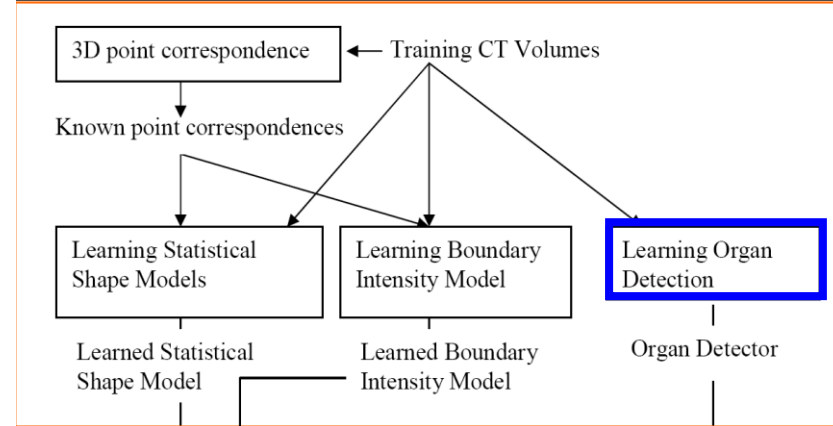 3D point correspondence
Training CT Volumes
Known point correspondences
Learning Statistical
Shape Models
Learning Boundary
Intensity Model
Learning Organ
Detection
Learned Statistical
Shape Model
Learned Boundary
Intensity Model
Organ Detector